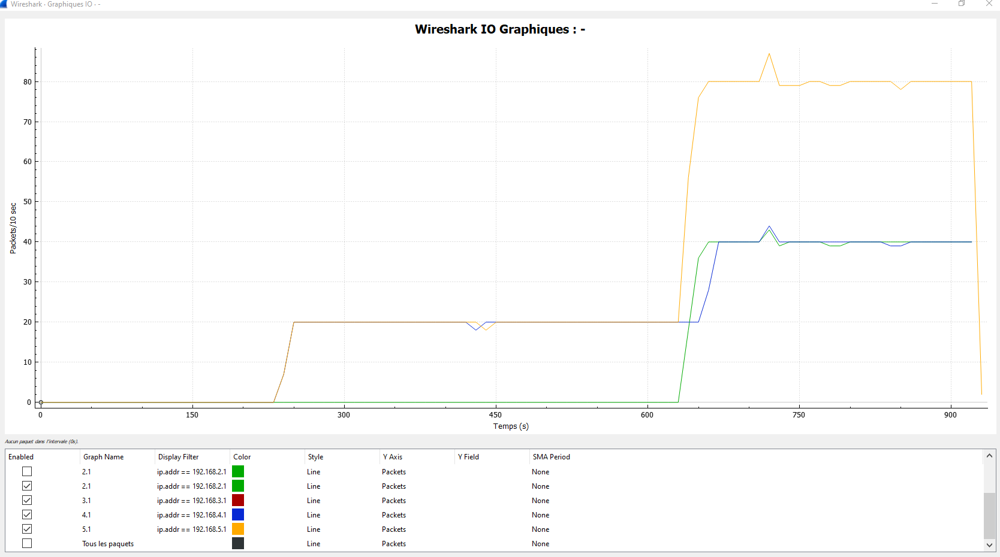 Wireshark · Graphiques IO · -
Wireshark IO Graphiques : -
80
70
60
50
40
30
20
10
0
Packets/10 sec
0 150 300 450 600 750 900
Temps (s)
Aucun paquet dans l'intervale (0s).
Enabled Graph Name Display Filter Color Style Y Axis Y Field SMA Period
2.1 ip.addr == 192.168.2.1 Line Packets None
2.1 ip.addr == 192.168.2.1 Line Packets None
3.1 ip.addr == 192.168.3.1 Line Packets None
4.1 ip.addr == 192.168.4.1 Line Packets None
5.1 ip.addr == 192.168.5.1 Line Packets None
Tous les paquets Line Packets None